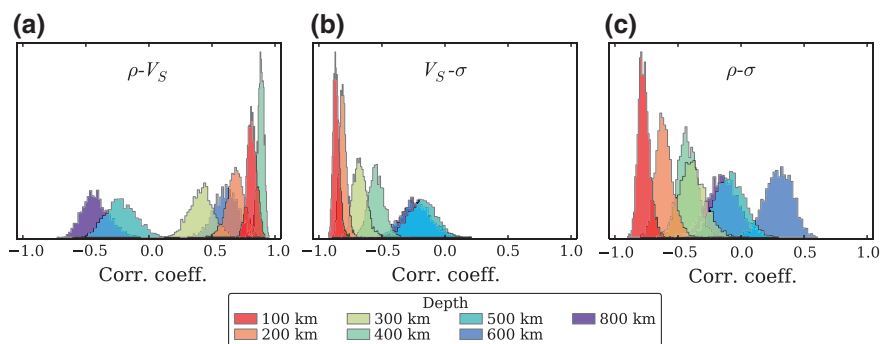 (a) (b) (c)
ρ-V_S V_S-σ ρ-σ
−1.0 −0.5 0.0 0.5 1.0 −1.0 −0.5 0.0 0.5 1.0 −1.0 −0.5 0.0 0.5 1.0
Corr. coeff. Corr. coeff. Corr. coeff.
Depth
100 km 300 km 500 km 800 km
200 km 400 km 600 km